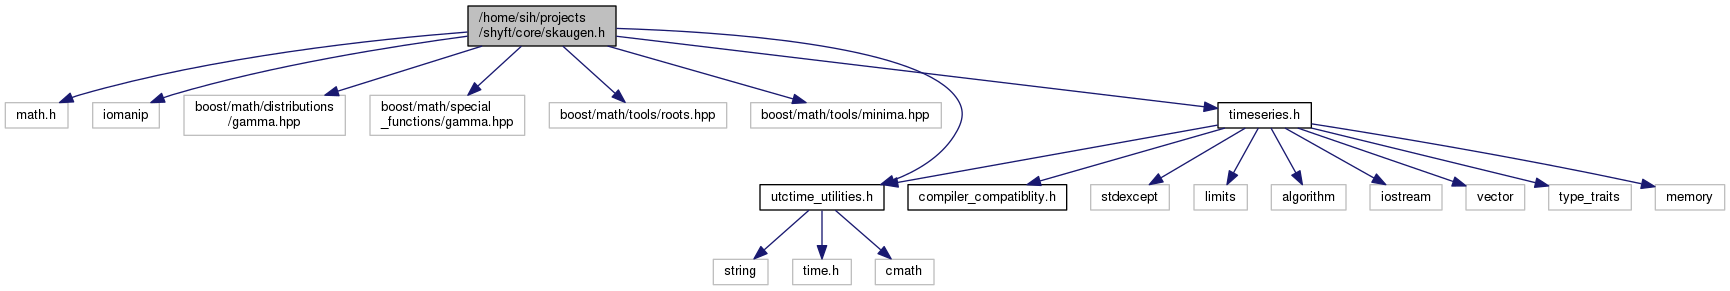 /home/sih/projects
/shyft/core/skaugen.h
math.h
iomanip
boost/math/distributions
/gamma.hpp
boost/math/special
_functions/gamma.hpp
boost/math/tools/roots.hpp
boost/math/tools/minima.hpp
timeseries.h
utctime_utilities.h
compiler_compatiblity.h
stdexcept
limits
algorithm
iostream
vector
type_traits
memory
string
time.h
cmath